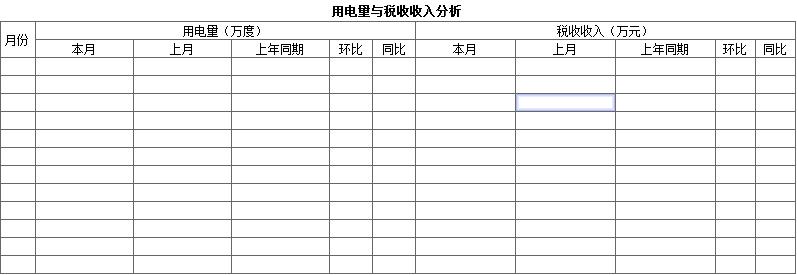 用电量与税收收入分析
月份 用电量（万度） 税收收入（万元）
本月 上月 上年同期 环比 同比 本月 上月 上年同期 环比 同比